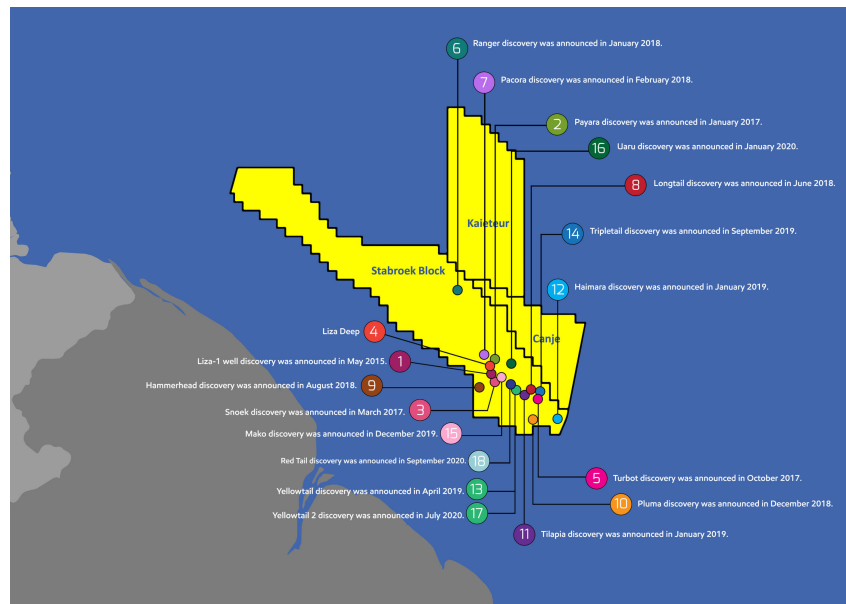 6 Ranger discovery was announced in January 2018.
7 Pacora discovery was announced in February 2018.
2 Payara discovery was announced in January 2017.
16 Uaru discovery was announced in January 2020.
8 Longtail discovery was announced in June 2018.
Kaieteur
14 Tripletail discovery was announced in September 2019.
Stabroek Block
12 Haimara discovery was announced in January 2019.
Liza Deep 4
Canje
Liza-1 well discovery was announced in May 2015. 1
Hammerhead discovery was announced in August 2018. 9
Snoek discovery was announced in March 2017. 3
Mako discovery was announced in December 2019. 15
Red Tail discovery was announced in September 2020. 18
5 Turbot discovery was announced in October 2017.
Yellowtail discovery was announced in April 2019. 13
10 Pluma discovery was announced in December 2018.
Yellowtail 2 discovery was announced in July 2020. 17
11 Tilapia discovery was announced in January 2019.